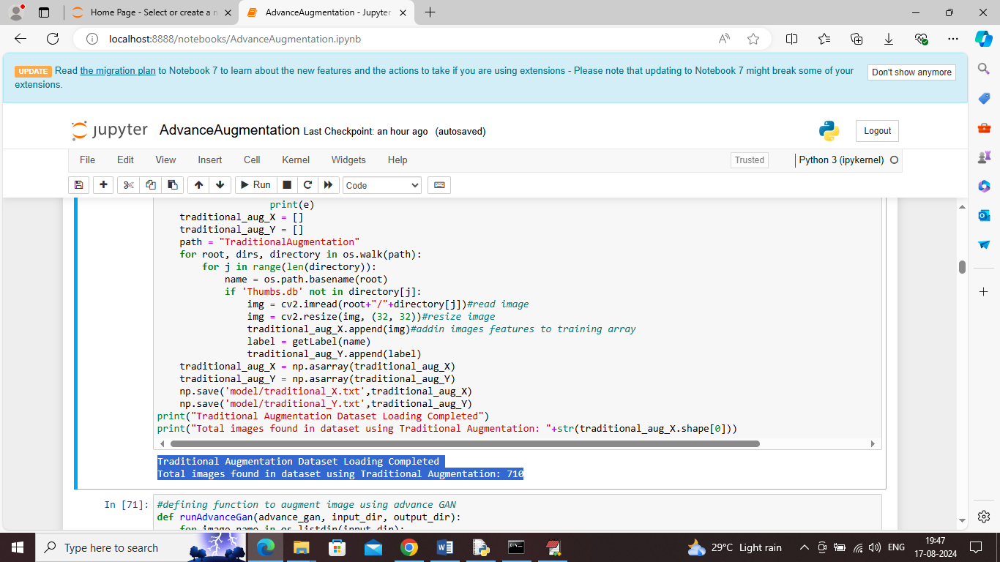 Home Page - Select or create a n
AdvanceAugmentation - Jupyter
localhost:8888/notebooks/AdvanceAugmentation.ipynb
UPDATE Read the migration plan to Notebook 7 to learn about the new features and the actions to take if you are using extensions - Please note that updating to Notebook 7 might break some of your
extensions.
Don't show anymore
jupyter AdvanceAugmentation Last Checkpoint: an hour ago (autosaved)
Logout
File Edit View Insert Cell Kernel Widgets Help
Trusted
Python 3 (ipykernel)
Run
Code
                    print(e)
    traditional_aug_X = []
    traditional_aug_Y = []
    path = "TraditionalAugmentation"
    for root, dirs, directory in os.walk(path):
        for j in range(len(directory)):
            name = os.path.basename(root)
            if 'Thumbs.db' not in directory[j]:
                img = cv2.imread(root+"/"+directory[j])#read image
                img = cv2.resize(img, (32, 32))#resize image
                traditional_aug_X.append(img)#addin images features to training array
                label = getLabel(name)
                traditional_aug_Y.append(label)
    traditional_aug_X = np.asarray(traditional_aug_X)
    traditional_aug_Y = np.asarray(traditional_aug_Y)
    np.save('model/traditional_X.txt',traditional_aug_X)
    np.save('model/traditional_Y.txt',traditional_aug_Y)
print("Traditional Augmentation Dataset Loading Completed")
print("Total images found in dataset using Traditional Augmentation: "+str(traditional_aug_X.shape[0]))
Traditional Augmentation Dataset Loading Completed
Total images found in dataset using Traditional Augmentation: 710
In [71]: #defining function to augment image using advance GAN
def runAdvanceGan(advance_gan, input_dir, output_dir):
    for image_name in os.listdir(input_dir):
Type here to search
29°C Light rain
ENG
19:47
17-08-2024